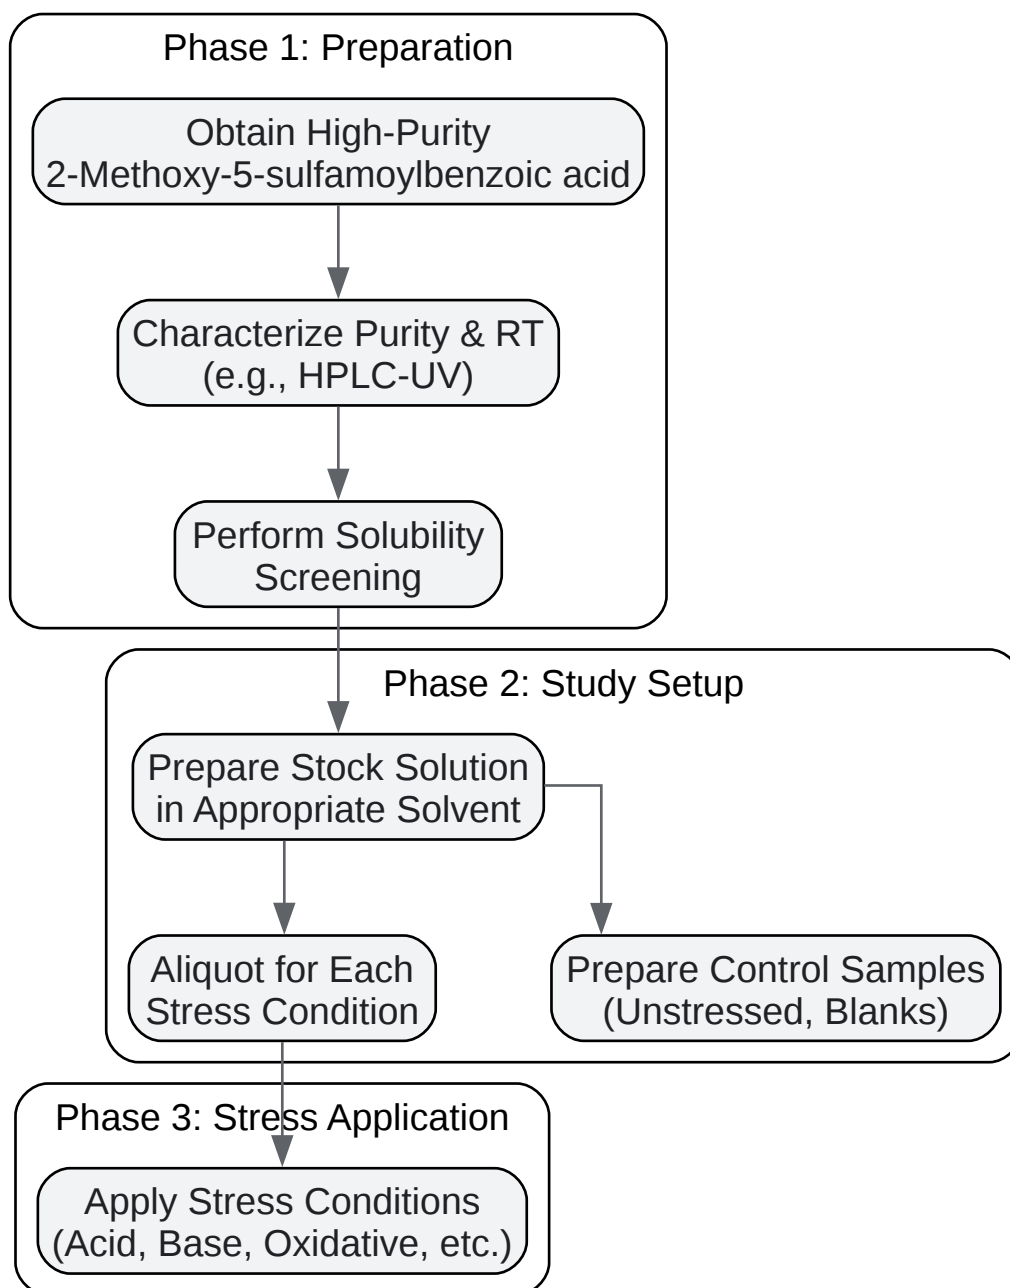 Phase 1: Preparation
Obtain High-Purity
2-Methoxy-5-sulfamoylbenzoic acid
Characterize Purity & RT
(e.g., HPLC-UV)
Perform Solubility
Screening
Phase 2: Study Setup
Prepare Stock Solution
in Appropriate Solvent
Aliquot for Each
Stress Condition
Prepare Control Samples
(Unstressed, Blanks)
Phase 3: Stress Application
Apply Stress Conditions
(Acid, Base, Oxidative, etc.)